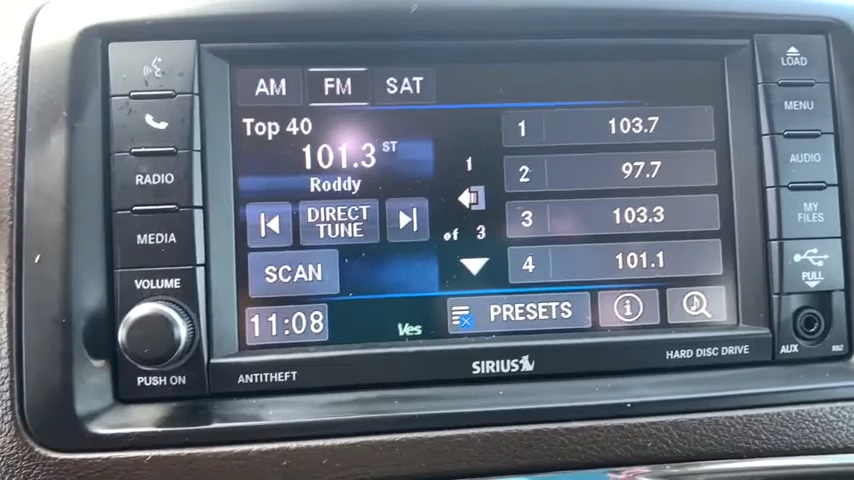 AM FM SAT
LOAD
MENU
AUDIO
MY
FILES
PULL
AUX
RSZ
RADIO
MEDIA
VOLUME
PUSH ON
Top 40
101.3 ST
Roddy
DIRECT
TUNE
SCAN
11:08
Ves
1
of 3
1 103.7
2 97.7
3 103.3
4 101.1
PRESETS
ANTITHEFT
SIRIUS
HARD DISC DRIVE